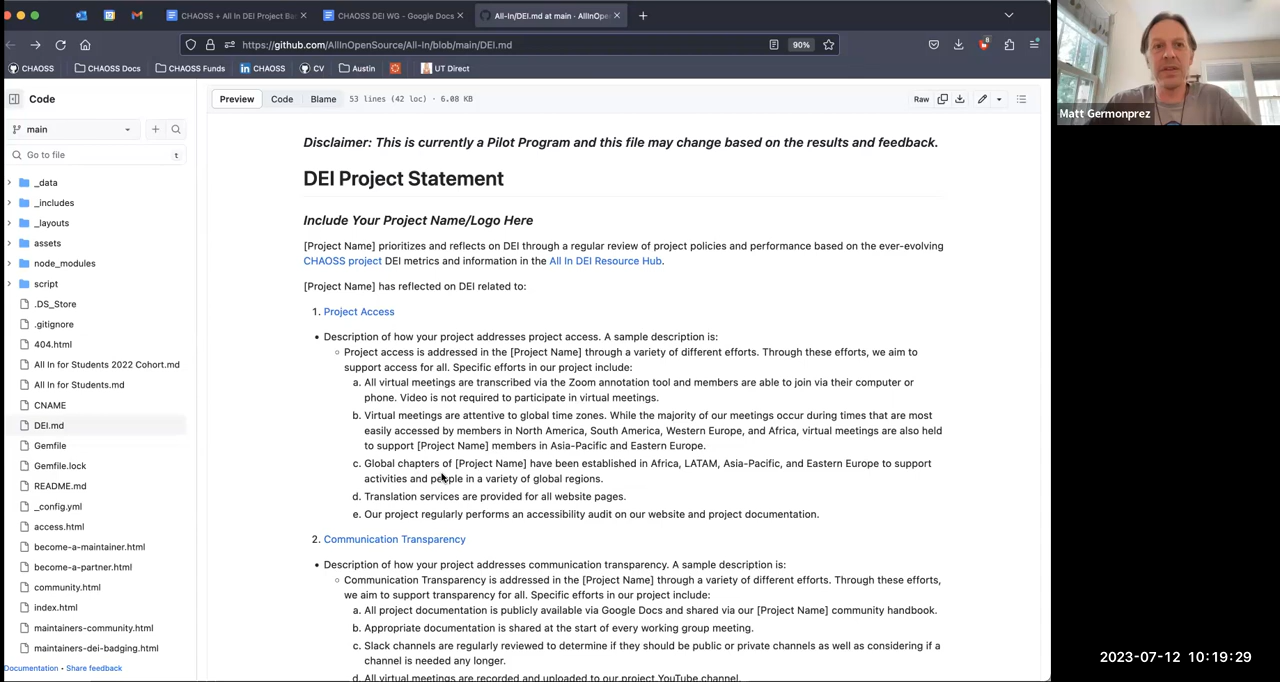 CHAOSS + All In DEI Project Ba
CHAOSS DEI WG - Google Docs
All-In/DEI.md at main · AllInOpe
https://github.com/AllInOpenSource/All-In/blob/main/DEI.md
90%
CHAOSS
CHAOSS Docs
CHAOSS Funds
CHAOSS
CV
Austin
UT Direct
Matt Germonprez
Code
Preview
Code
Blame
53 lines (42 loc) · 6.08 KB
Raw
main
Go to file
t
_data
_includes
_layouts
assets
node_modules
script
.DS_Store
.gitignore
404.html
All In for Students 2022 Cohort.md
All In for Students.md
CNAME
DEI.md
Gemfile
Gemfile.lock
README.md
_config.yml
access.html
become-a-maintainer.html
become-a-partner.html
community.html
index.html
maintainers-community.html
maintainers-dei-badging.html
Documentation • Share feedback
Disclaimer: This is currently a Pilot Program and this file may change based on the results and feedback.
DEI Project Statement
Include Your Project Name/Logo Here
[Project Name] prioritizes and reflects on DEI through a regular review of project policies and performance based on the ever-evolving
CHAOSS project DEI metrics and information in the All In DEI Resource Hub.
[Project Name] has reflected on DEI related to:
1. Project Access
• Description of how your project addresses project access. A sample description is:
Project access is addressed in the [Project Name] through a variety of different efforts. Through these efforts, we aim to
support access for all. Specific efforts in our project include:
a. All virtual meetings are transcribed via the Zoom annotation tool and members are able to join via their computer or
phone. Video is not required to participate in virtual meetings.
b. Virtual meetings are attentive to global time zones. While the majority of our meetings occur during times that are most
easily accessed by members in North America, South America, Western Europe, and Africa, virtual meetings are also held
to support [Project Name] members in Asia-Pacific and Eastern Europe.
c. Global chapters of [Project Name] have been established in Africa, LATAM, Asia-Pacific, and Eastern Europe to support
activities and people in a variety of global regions.
d. Translation services are provided for all website pages.
e. Our project regularly performs an accessibility audit on our website and project documentation.
2. Communication Transparency
• Description of how your project addresses communication transparency. A sample description is:
Communication Transparency is addressed in the [Project Name] through a variety of different efforts. Through these efforts,
we aim to support transparency for all. Specific efforts in our project include:
a. All project documentation is publicly available via Google Docs and shared via our [Project Name] community handbook.
b. Appropriate documentation is shared at the start of every working group meeting.
c. Slack channels are regularly reviewed to determine if they should be public or private channels as well as considering if a
channel is needed any longer.
d. All virtual meetings are recorded and uploaded to our project YouTube channel.
2023-07-12 10:19:29